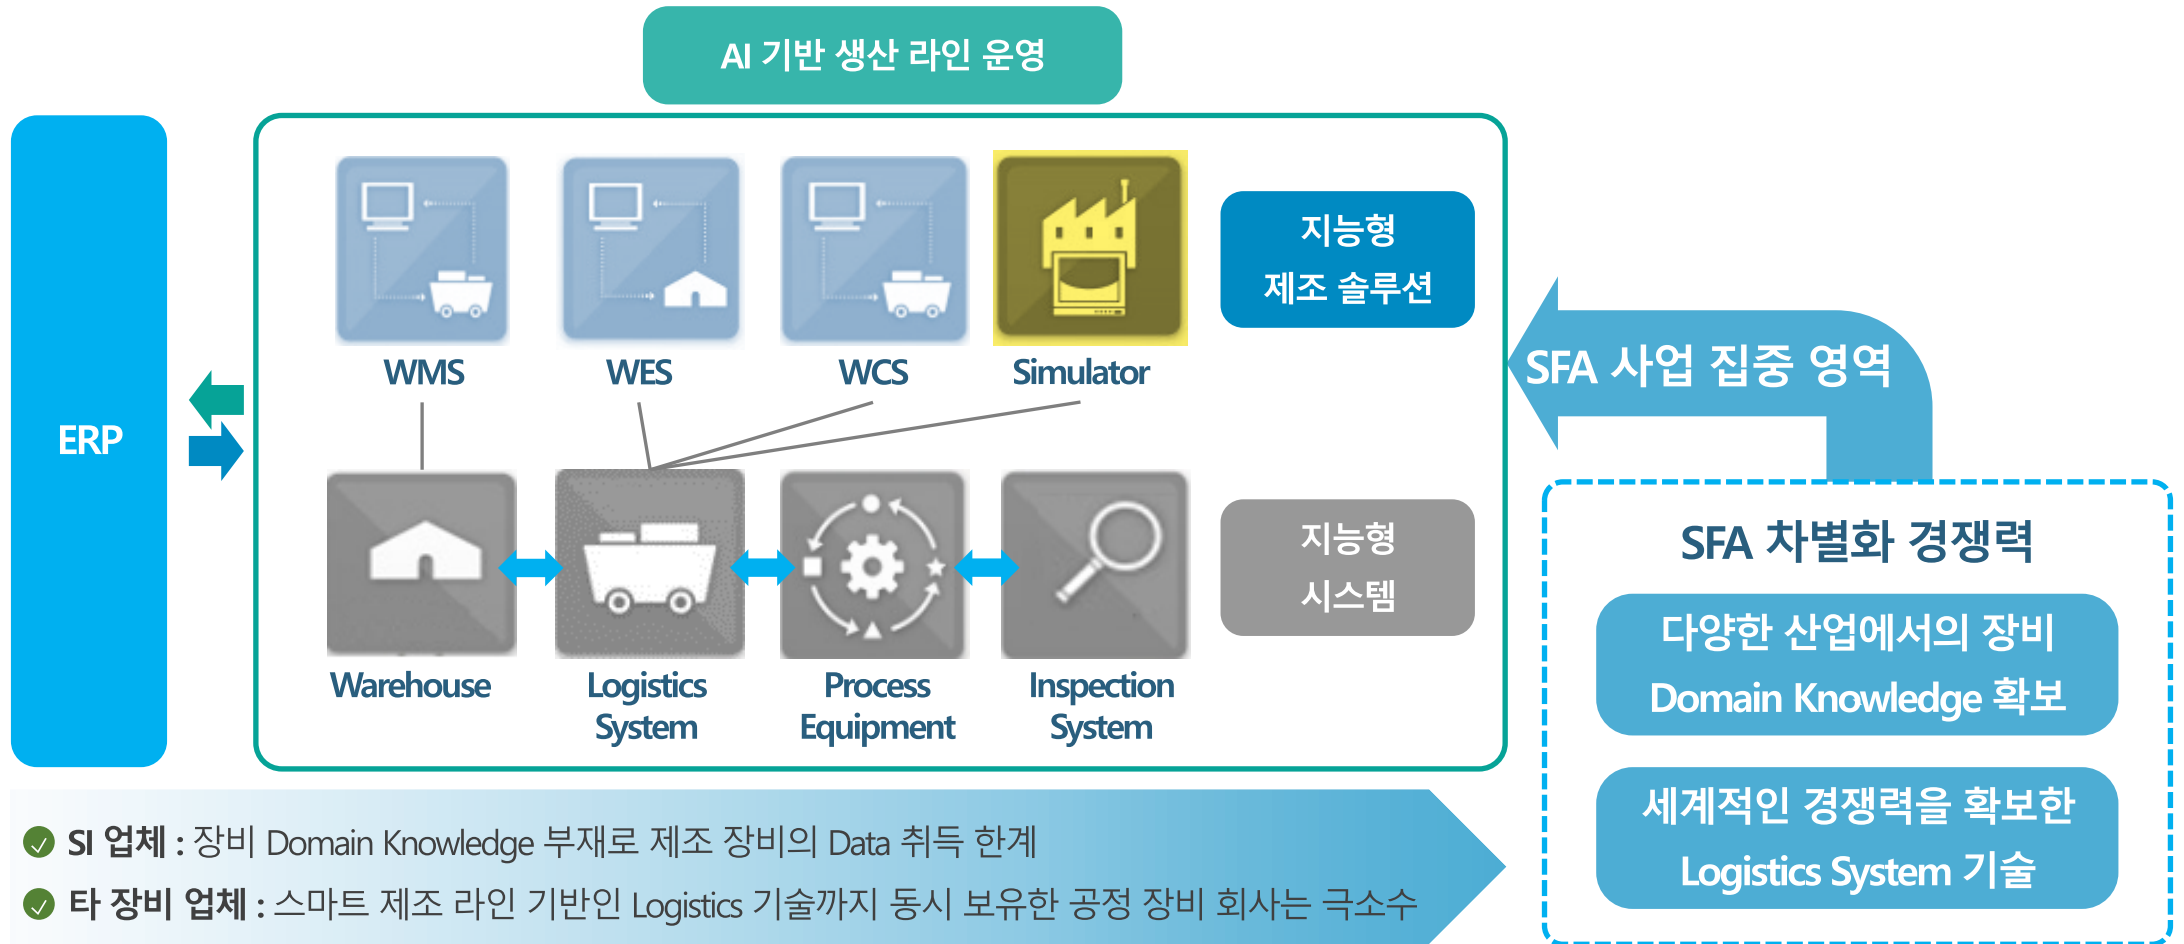 AI 기반 생산 라인 운영
ERP
WMS
WES
WCS
Simulator
지능형
제조 솔루션
Warehouse
Logistics
System
Process
Equipment
Inspection
System
지능형
시스템
SFA 사업 집중 영역
SFA 차별화 경쟁력
다양한 산업에서의 장비
Domain Knowledge 확보
세계적인 경쟁력을 확보한
Logistics System 기술
SI 업체 : 장비 Domain Knowledge 부재로 제조 장비의 Data 취득 한계
타 장비 업체 : 스마트 제조 라인 기반인 Logistics 기술까지 동시 보유한 공정 장비 회사는 극소수